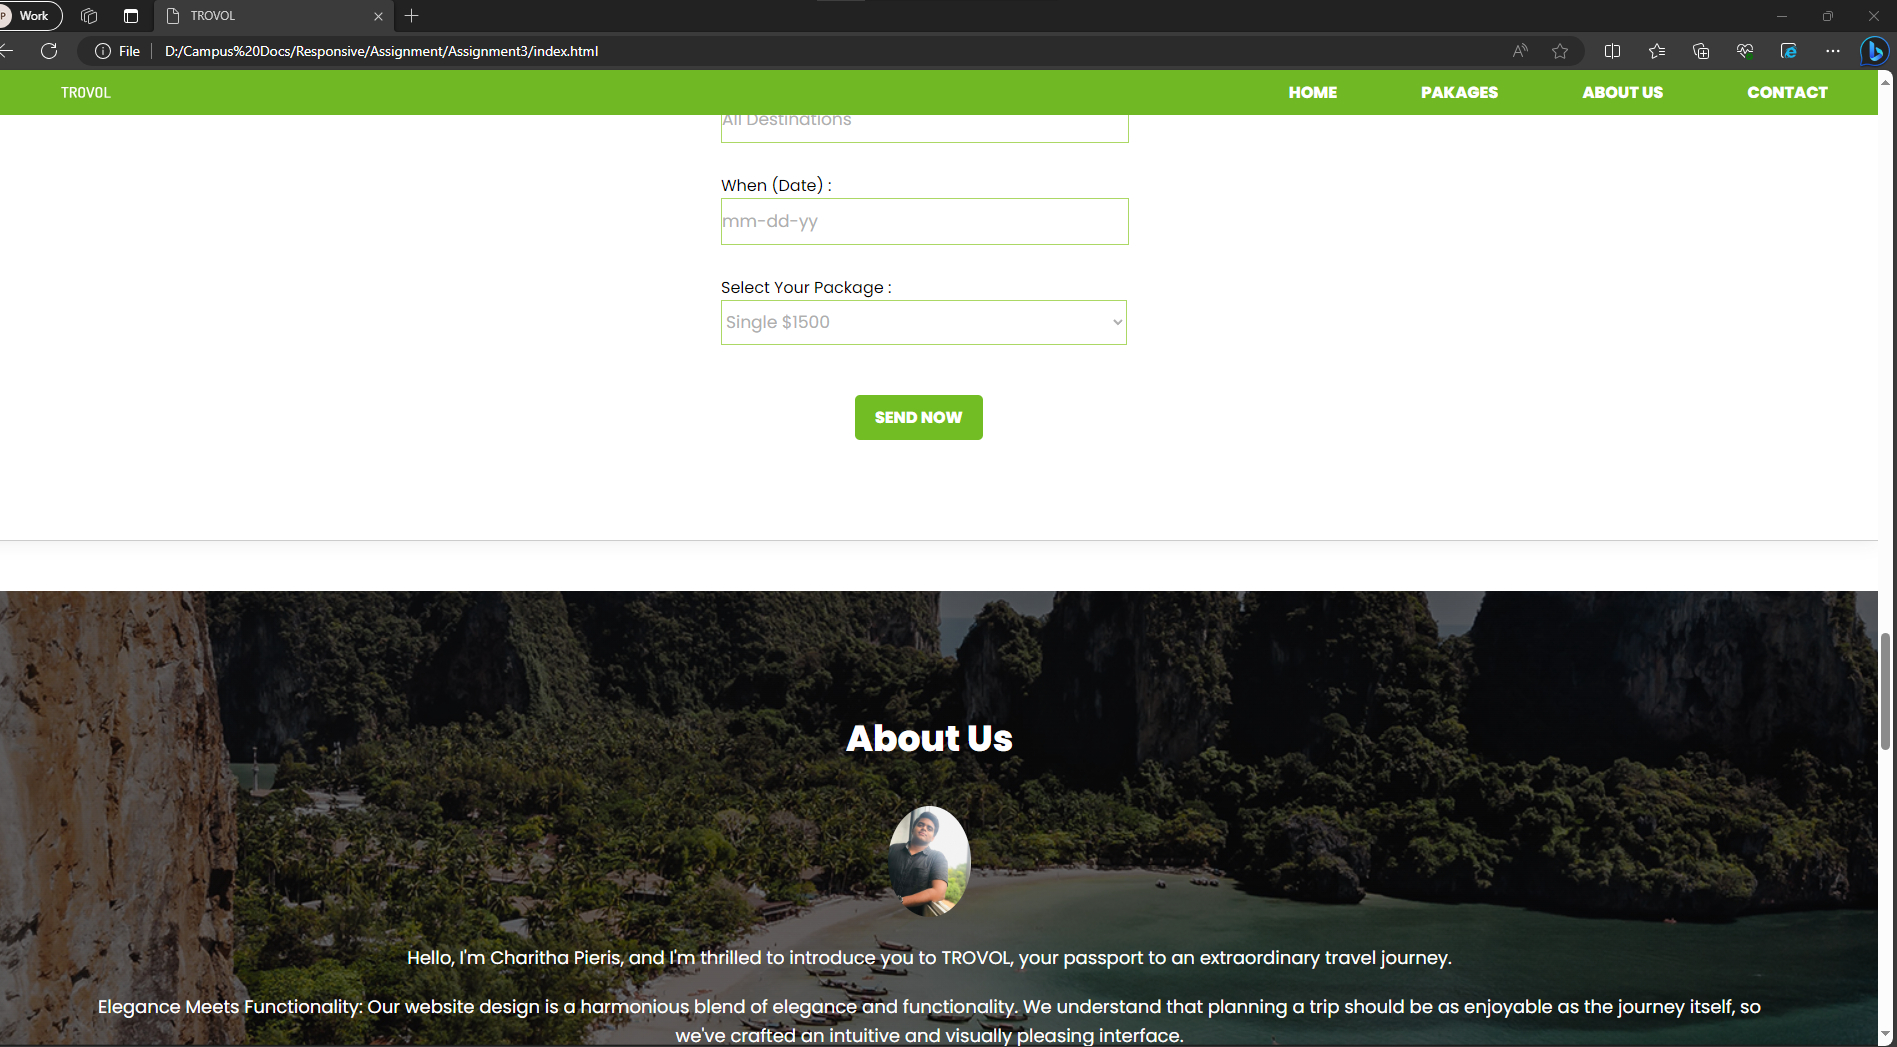 P Work
TROVOL
File
D:/Campus%20Docs/Responsive/Assignment/Assignment3/index.html
TROVOL
HOME
PAKAGES
ABOUT US
CONTACT
All Destinations
When (Date) :
mm-dd-yy
Select Your Package :
Single $1500
SEND NOW
About Us
Hello, I'm Charitha Pieris, and I'm thrilled to introduce you to TROVOL, your passport to an extraordinary travel journey.
Elegance Meets Functionality: Our website design is a harmonious blend of elegance and functionality. We understand that planning a trip should be as enjoyable as the journey itself, so
we've crafted an intuitive and visually pleasing interface.